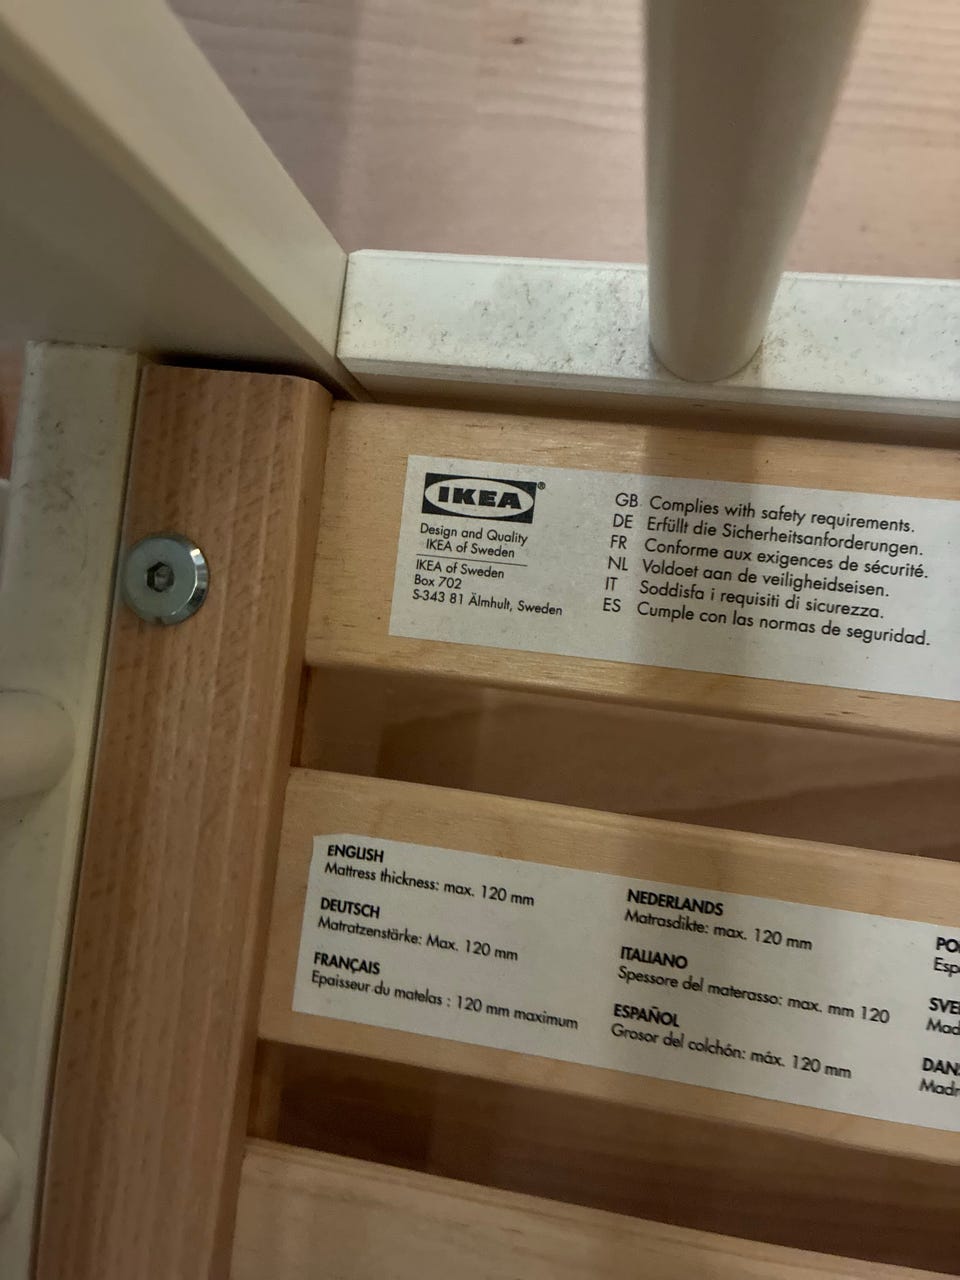 IKEA®
Design and Quality
IKEA of Sweden
IKEA of Sweden
Box 702
S-343 81 Älmhult, Sweden
GB Complies with safety requirements.
DE Erfüllt die Sicherheitsanforderungen.
FR Conforme aux exigences de sécurité.
NL Voldoet aan de veiligheidseisen.
IT Soddisfa i requisiti di sicurezza.
ES Cumple con las normas de seguridad.
ENGLISH
Mattress thickness: max. 120 mm
DEUTSCH
Matratzenstärke: Max. 120 mm
FRANÇAIS
Epaisseur du matelas : 120 mm maximum
NEDERLANDS
Matrasdikte: max. 120 mm
ITALIANO
Spessore del materasso: max. mm 120
ESPAÑOL
Grosor del colchón: máx. 120 mm